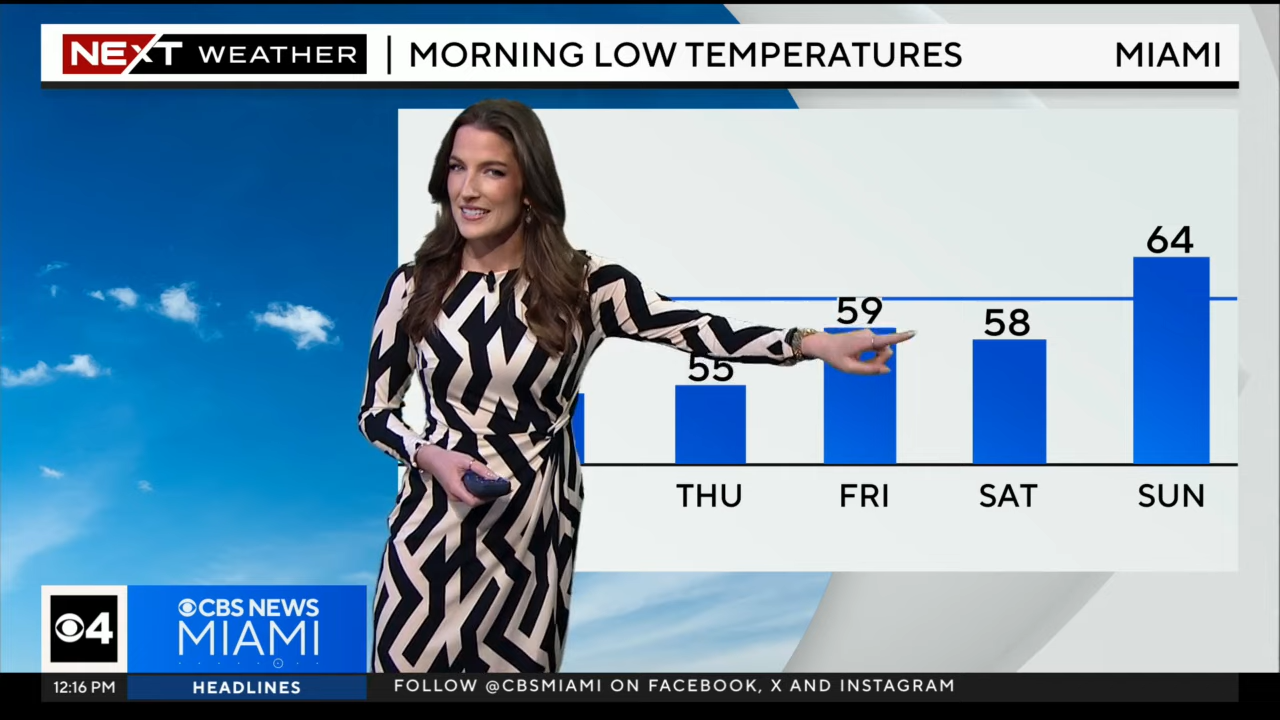 NEXT WEATHER | MORNING LOW TEMPERATURES MIAMI
64
59
58
55
THU FRI SAT SUN
4 CBS NEWS
MIAMI
12:16 PM HEADLINES FOLLOW @CBSMIAMI ON FACEBOOK, X AND INSTAGRAM